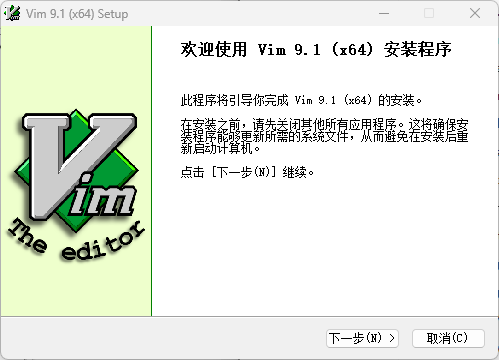 Vim 9.1 (x64) Setup
欢迎使用 Vim 9.1 (x64) 安装程序
此程序将引导你完成 Vim 9.1 (x64) 的安装。
在安装之前，请先关闭其他所有应用程序。这将确保安
装程序能够更新所需的系统文件，从而避免在安装后重
新启动计算机。
点击 [下一步(N)] 继续。
Vim
The editor
下一步(N) >
取消(C)